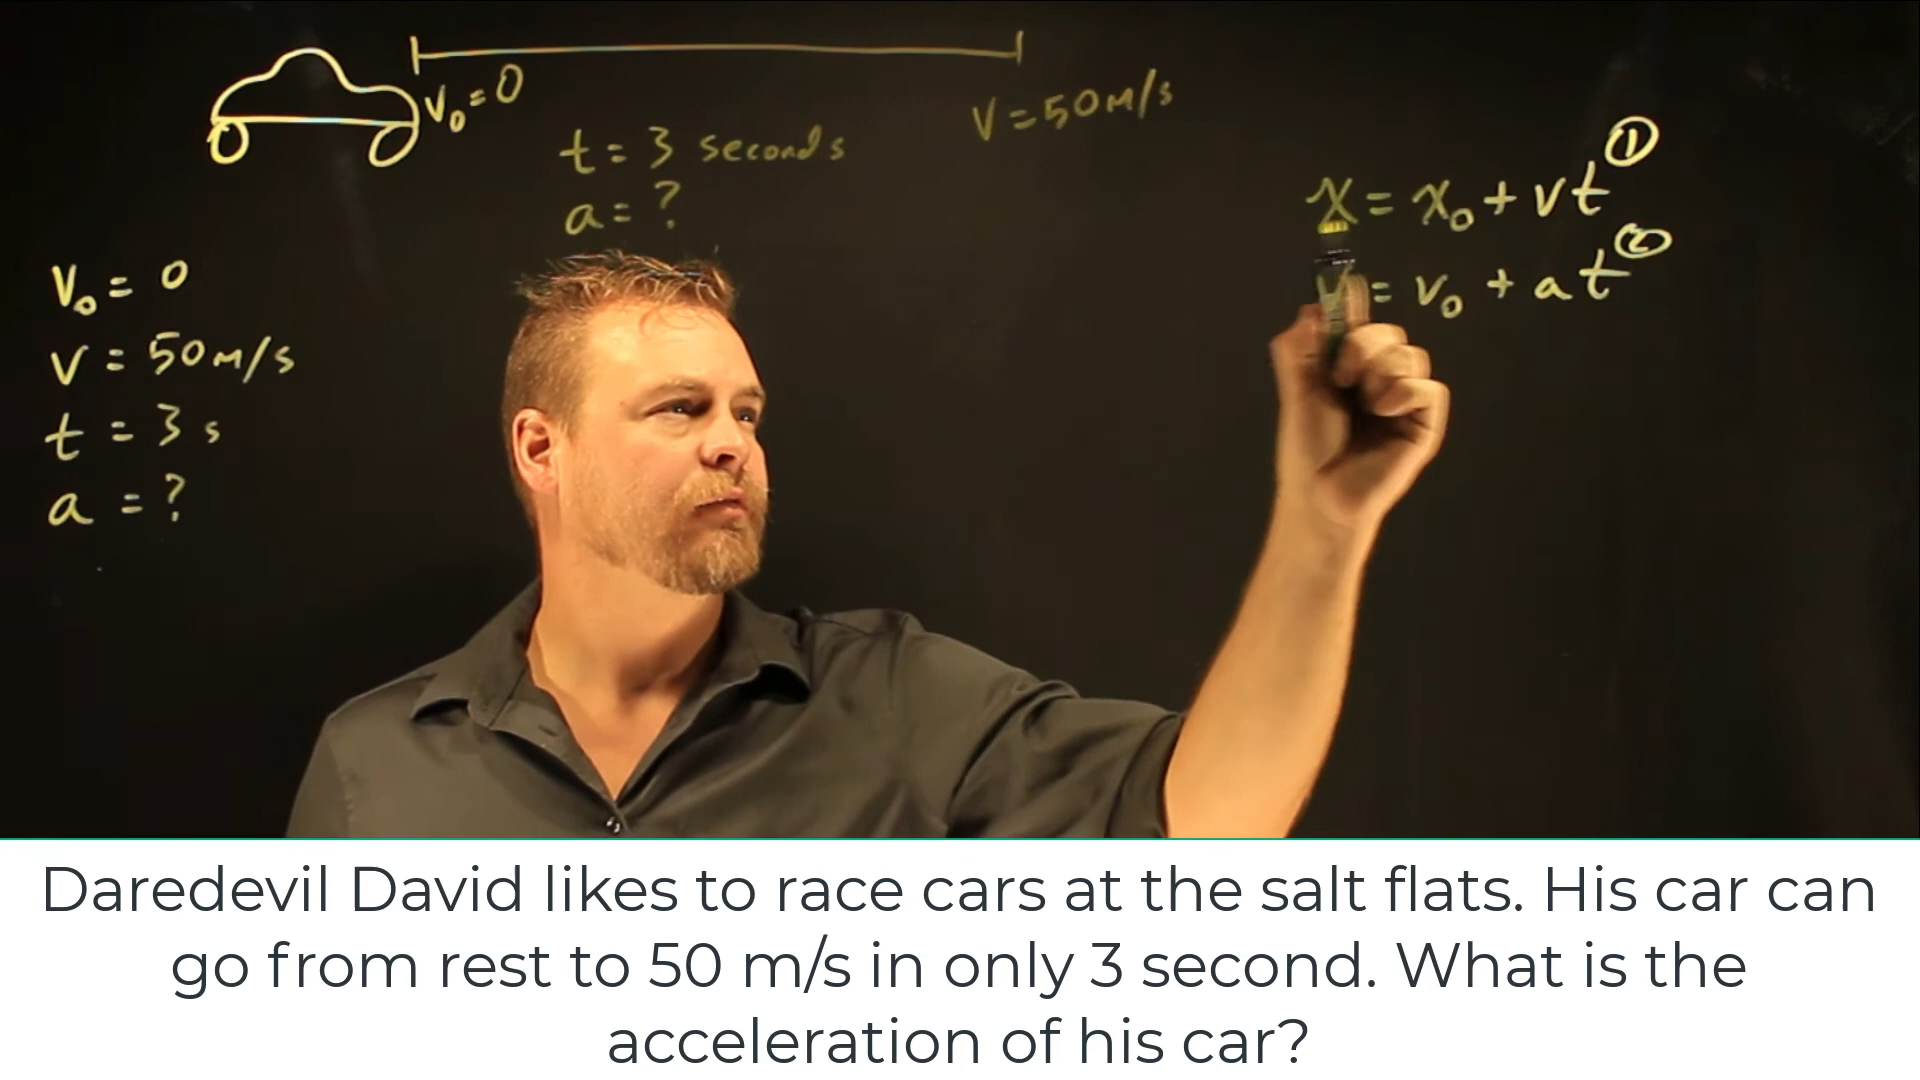 V₀ = 0
t = 3 seconds
a = ?
V = 50 m/s
V₀ = 0
V = 50 m/s
t = 3 s
a = ?
x = x₀ + vt ①
v = v₀ + at ②
Daredevil David likes to race cars at the salt flats. His car can
go from rest to 50 m/s in only 3 second. What is the
acceleration of his car?